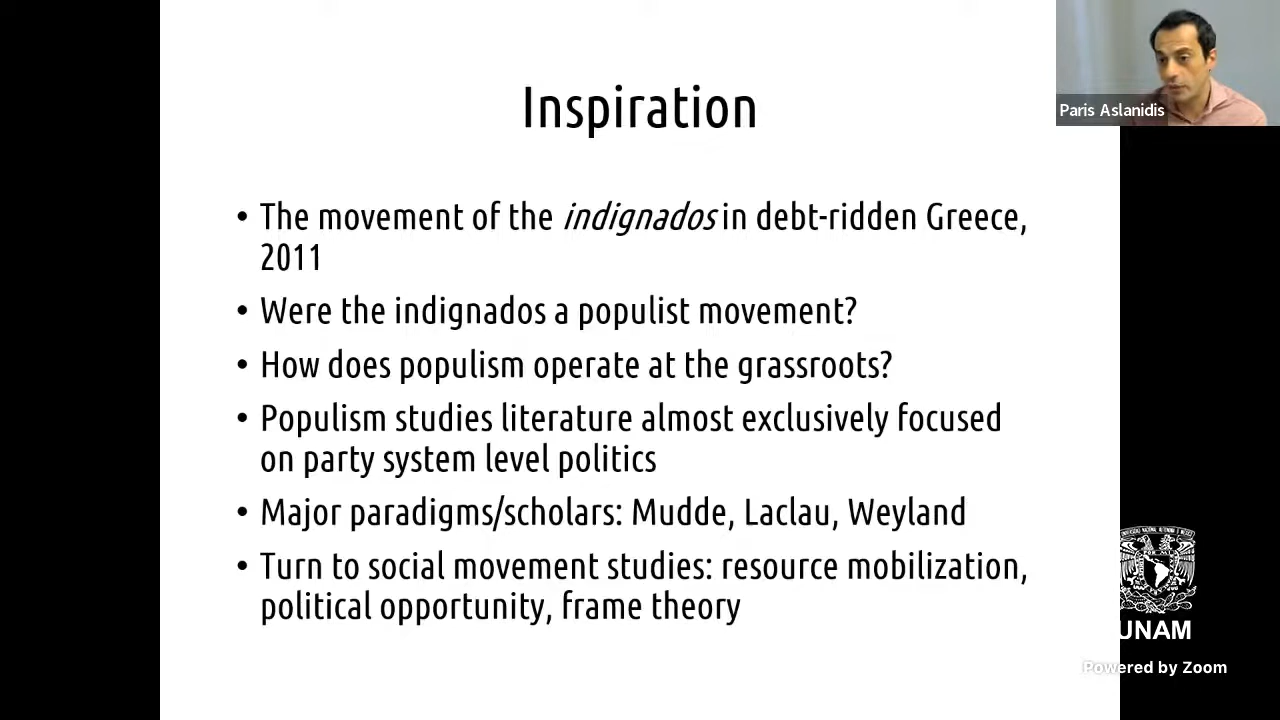 Inspiration
Paris Aslanidis
• The movement of the indignados in debt-ridden Greece,
2011
• Were the indignados a populist movement?
• How does populism operate at the grassroots?
• Populism studies literature almost exclusively focused
on party system level politics
• Major paradigms/scholars: Mudde, Laclau, Weyland
• Turn to social movement studies: resource mobilization,
political opportunity, frame theory
UNAM
Powered by Zoom